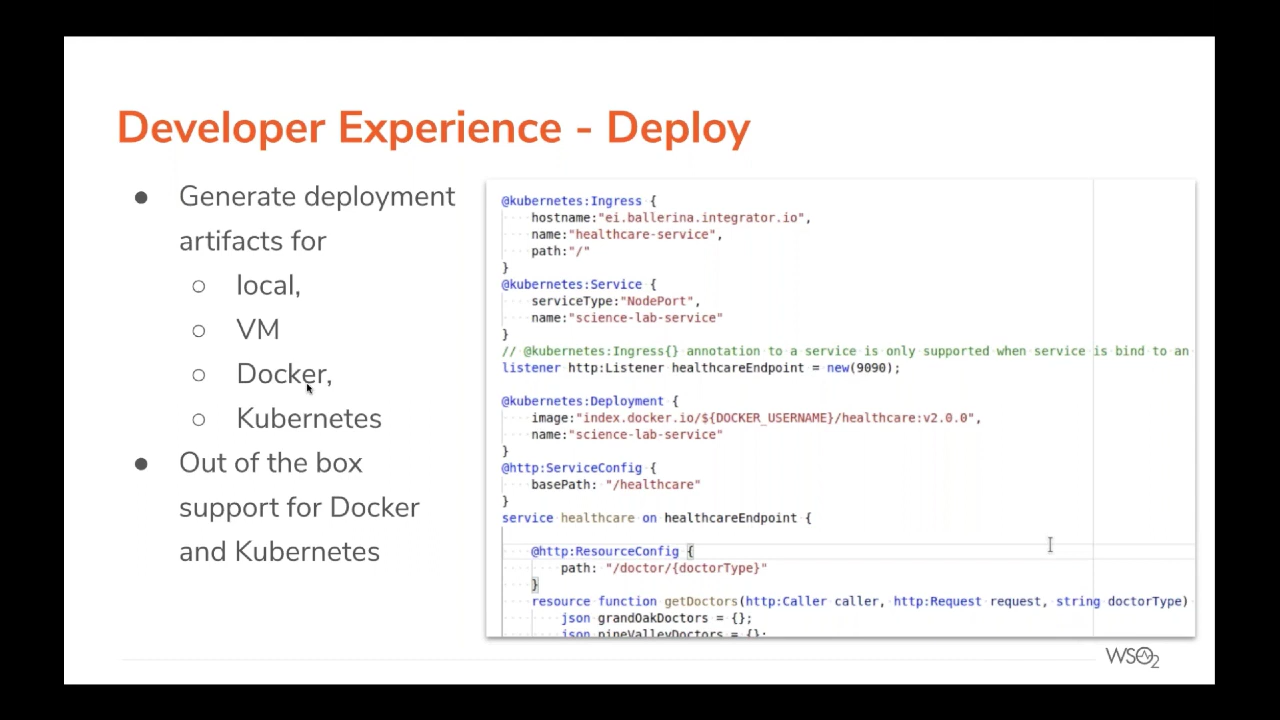 Developer Experience - Deploy
● Generate deployment
artifacts for
○ local,
○ VM
○ Docker,
○ Kubernetes
● Out of the box
support for Docker
and Kubernetes
@kubernetes:Ingress {
hostname:"ei.ballerina.integrator.io",
name:"healthcare-service",
path:"/"
}
@kubernetes:Service {
serviceType:"NodePort",
name:"science-lab-service"
}
// @kubernetes:Ingress{} annotation to a service is only supported when service is bind to an
listener http:Listener healthcareEndpoint = new(9090);
@kubernetes:Deployment {
image:"index.docker.io/${DOCKER_USERNAME}/healthcare:v2.0.0",
name:"science-lab-service"
}
@http:ServiceConfig {
basePath: "/healthcare"
}
service healthcare on healthcareEndpoint {
@http:ResourceConfig {
path: "/doctor/{doctorType}"
}
resource function getDoctors(http:Caller caller, http:Request request, string doctorType)
json grandOakDoctors = {};
json pineValleyDoctors = {};
WSO2